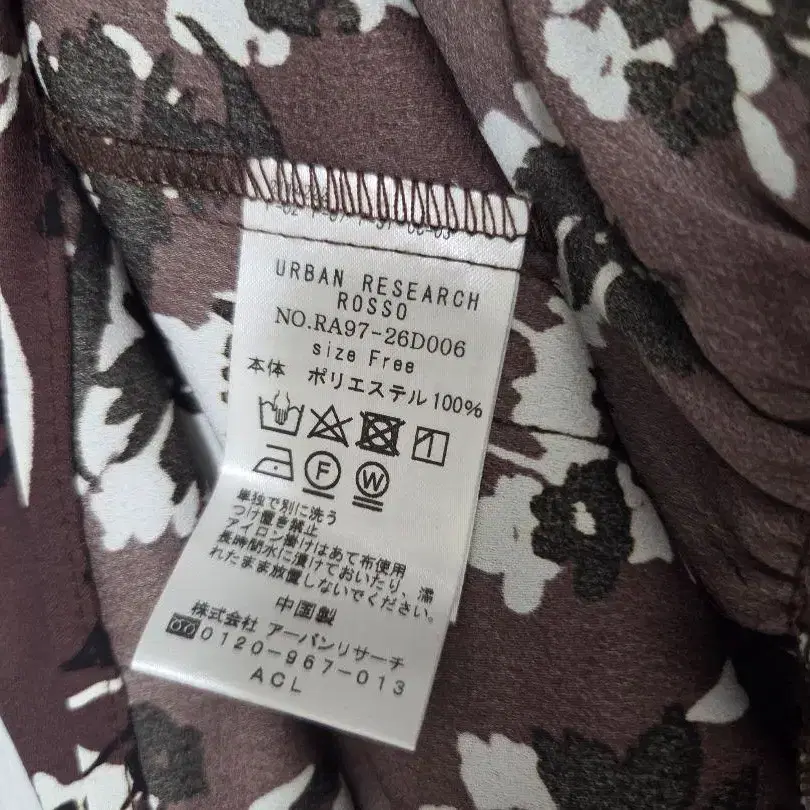 URBAN RESEARCH
ROSSO
NO.RA97-26D006
size Free
本体 ポリエステル100%
F W
単独で別に洗う
つけ置き禁止
アイロン掛けはあて布使用
長時間水に漬けておいたり、濡
れたまま放置しないでください。
中国製
株式会社 アーバンリサーチ
0120-967-013
ACL